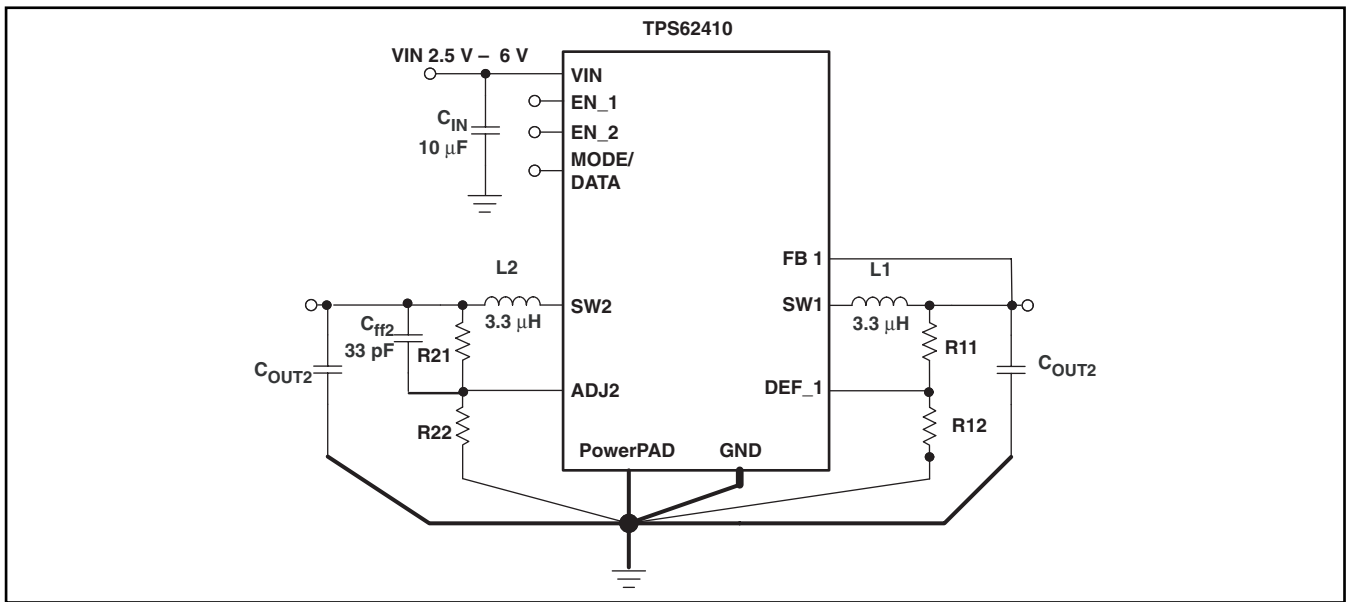 TPS62410
VIN 2.5 V – 6 V
VIN
EN_1
EN_2
MODE/
DATA
C_IN
10 μF
FB 1
L2
L1
SW2
SW1
3.3 μH
3.3 μH
C_ff2
33 pF
R21
R11
C_OUT2
C_OUT2
ADJ2
DEF_1
R22
R12
PowerPAD
GND